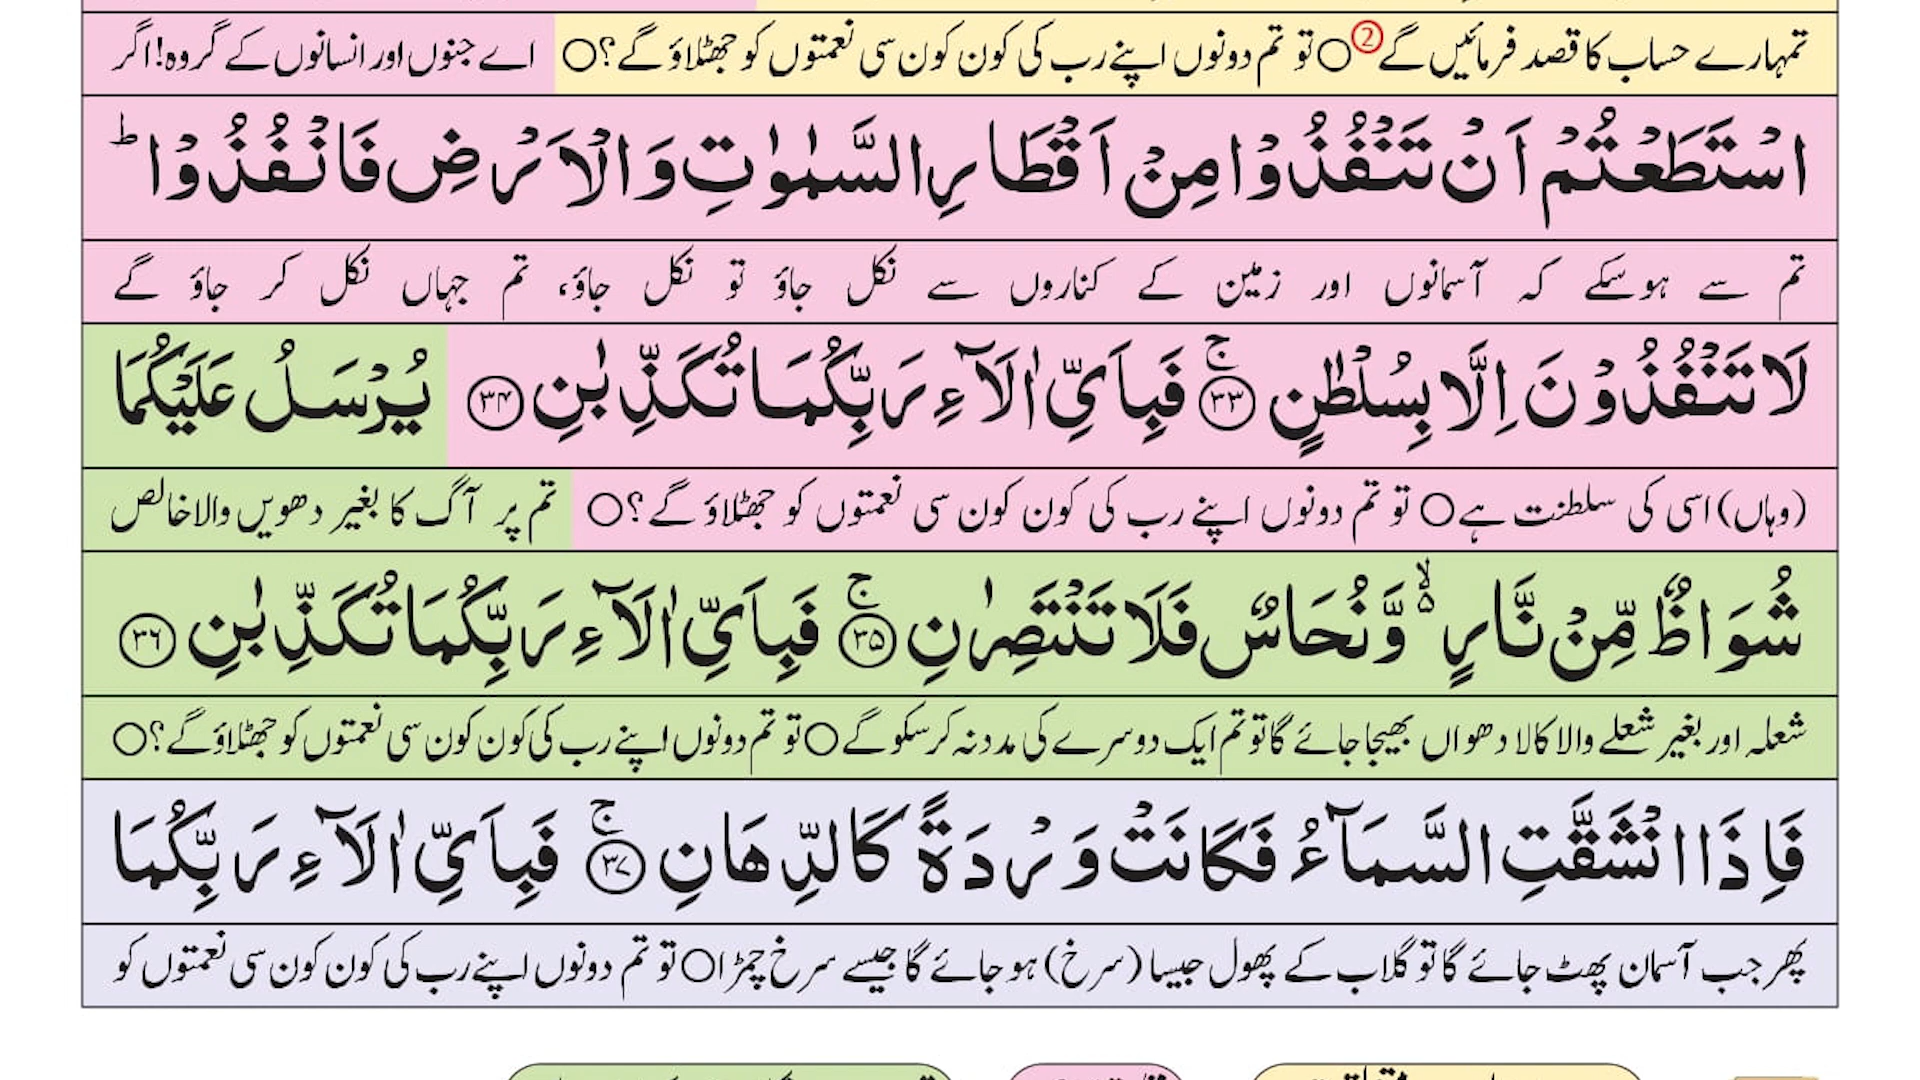 تمہارے حساب کا قصد فرمائیں گے② ○ تو تم دونوں اپنے رب کی کون کون سی نعمتوں کو جھٹلاؤ گے؟ ○ اے جنوں اور انسانوں کے گروہ! اگر
اسْتَطَعْتُمْ اَنْ تَنْفُذُوْا مِنْ اَقْطَارِ السَّمٰوٰتِ وَالْاَرْضِ فَانْفُذُوْا ؕ
تم سے ہو سکے کہ آسمانوں اور زمین کے کناروں سے نکل جاؤ تو نکل جاؤ، تم جہاں نکل کر جاؤ گے
لَا تَنْفُذُوْنَ اِلَّا بِسُلْطٰنٍ ۚ ﴿۳۳﴾ فَبِاَیِّ اٰلَآءِ رَبِّكُمَا تُكَذِّبٰنِ ﴿۳۴﴾ یُرْسَلُ عَلَیْكُمَا
(وہاں) اسی کی سلطنت ہے ○ تو تم دونوں اپنے رب کی کون کون سی نعمتوں کو جھٹلاؤ گے؟ ○ تم پر آگ کا بغیر دھویں والا خالص
شُوَاظٌ مِّنْ نَّارٍ ۙ۬ وَّ نُحَاسٌ فَلَا تَنْتَصِرٰنِ ۚ ﴿۳۵﴾ فَبِاَیِّ اٰلَآءِ رَبِّكُمَا تُكَذِّبٰنِ ﴿۳۶﴾
شعلہ اور بغیر شعلے والا کالا دھواں بھیجا جائے گا تو تم ایک دوسرے کی مدد نہ کر سکو گے ○ تو تم دونوں اپنے رب کی کون کون سی نعمتوں کو جھٹلاؤ گے؟ ○
فَاِذَا انْشَقَّتِ السَّمَآءُ فَكَانَتْ وَرْدَةً كَالدِّهَانِ ۚ ﴿۳۷﴾ فَبِاَیِّ اٰلَآءِ رَبِّكُمَا
پھر جب آسمان پھٹ جائے گا تو گلاب کے پھول جیسا (سرخ) ہو جائے گا جیسے سرخ چمڑا ○ تو تم دونوں اپنے رب کی کون کون سی نعمتوں کو